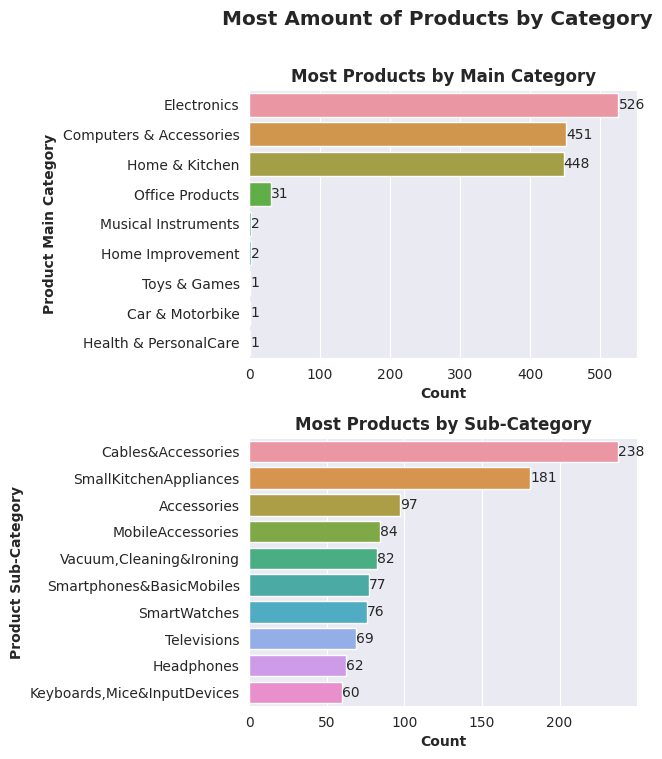 Most Amount of Products by Category
Most Products by Main Category
Product Main Category
Electronics 526
Computers & Accessories 451
Home & Kitchen 448
Office Products 31
Musical Instruments 2
Home Improvement 2
Toys & Games 1
Car & Motorbike 1
Health & PersonalCare 1
0 100 200 300 400 500
Count
Most Products by Sub-Category
Product Sub-Category
Cables&Accessories 238
SmallKitchenAppliances 181
Accessories 97
MobileAccessories 84
Vacuum,Cleaning&Ironing 82
Smartphones&BasicMobiles 77
SmartWatches 76
Televisions 69
Headphones 62
Keyboards,Mice&InputDevices 60
0 50 100 150 200
Count